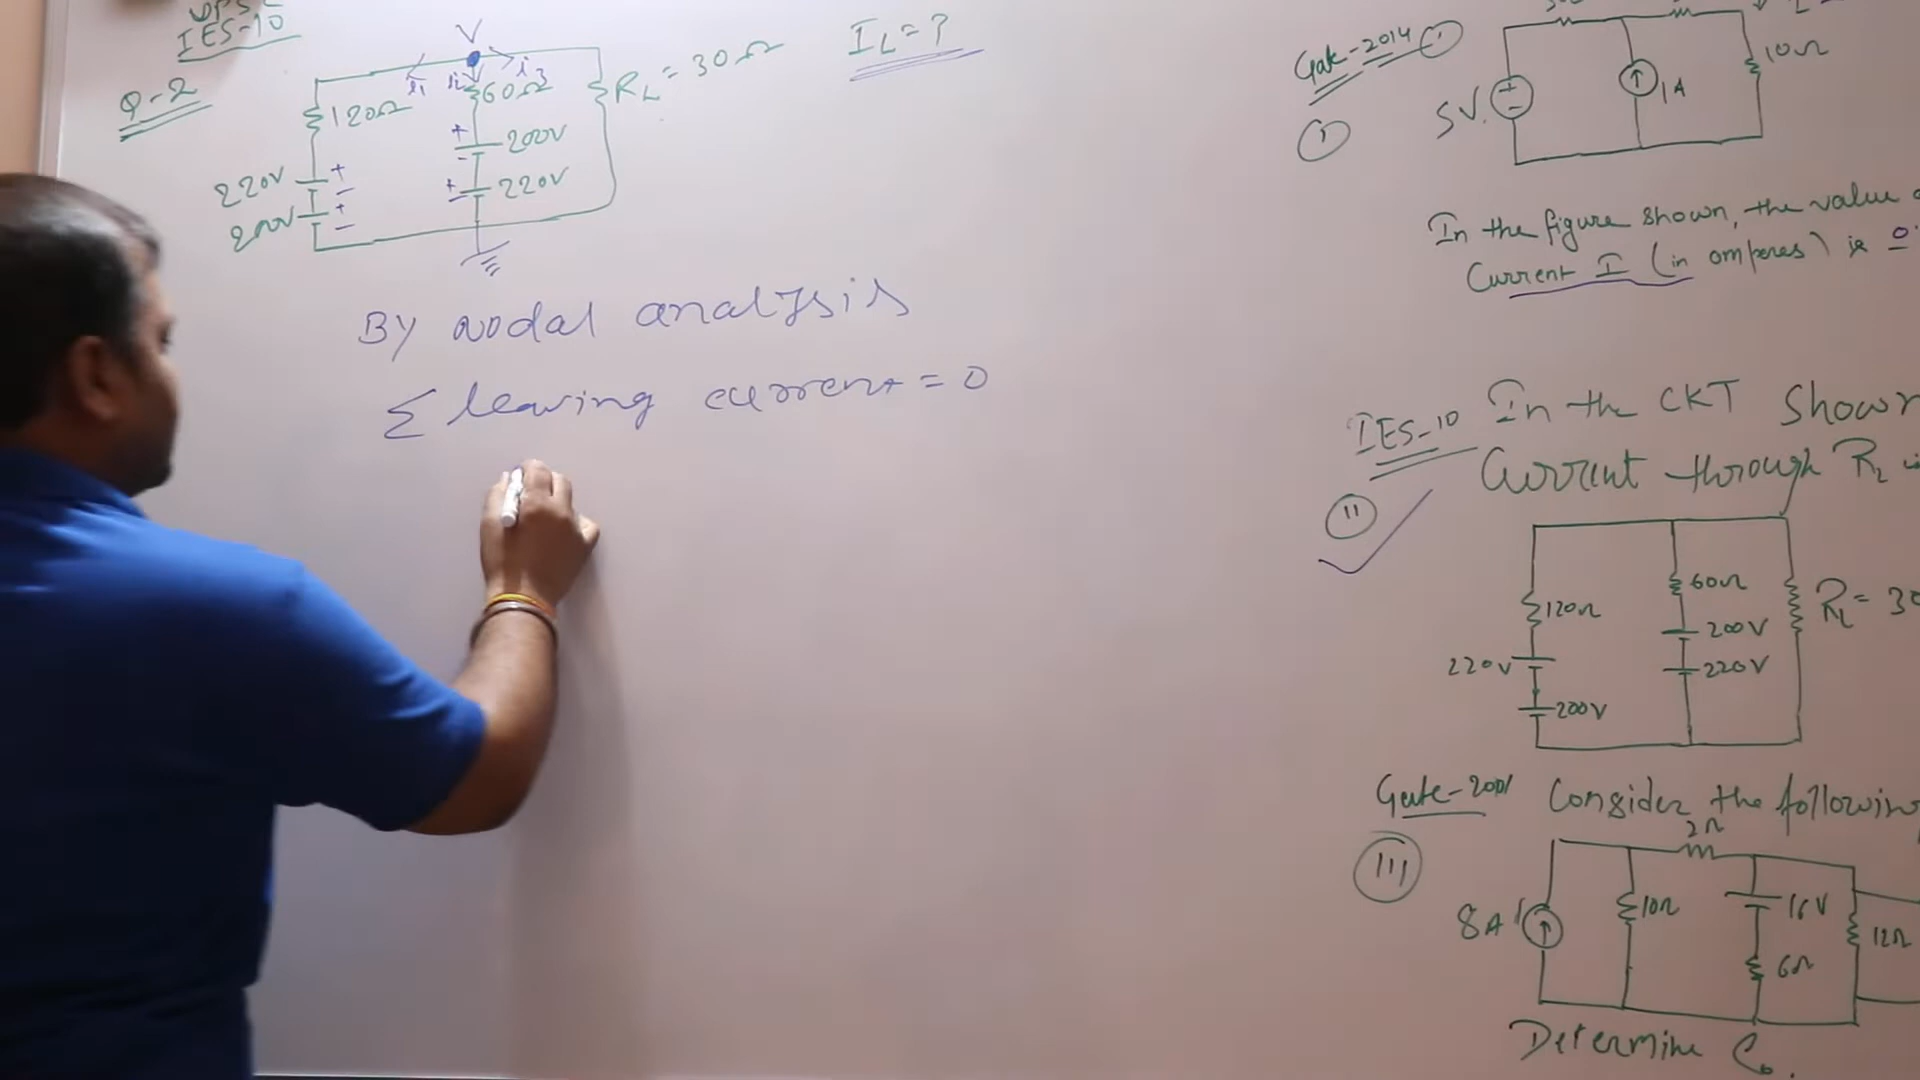 IES-10
Q-2
V
i1
i2
i3
120Ω
60Ω
RL = 30Ω
IL = ?
220V
200V
200V
220V
By nodal analysis
Σ leaving current = 0
Gate-2014
I
5V
1A
10Ω
In the figure shown, the value
Current I (in amperes) is
IES-10 In the CKT Shown
II
Current through RL
120Ω
60Ω
200V
220V
RL = 30
220V
200V
Gate-2001 Consider the following
III
2Ω
8A
10Ω
16V
6Ω
12Ω
Determine